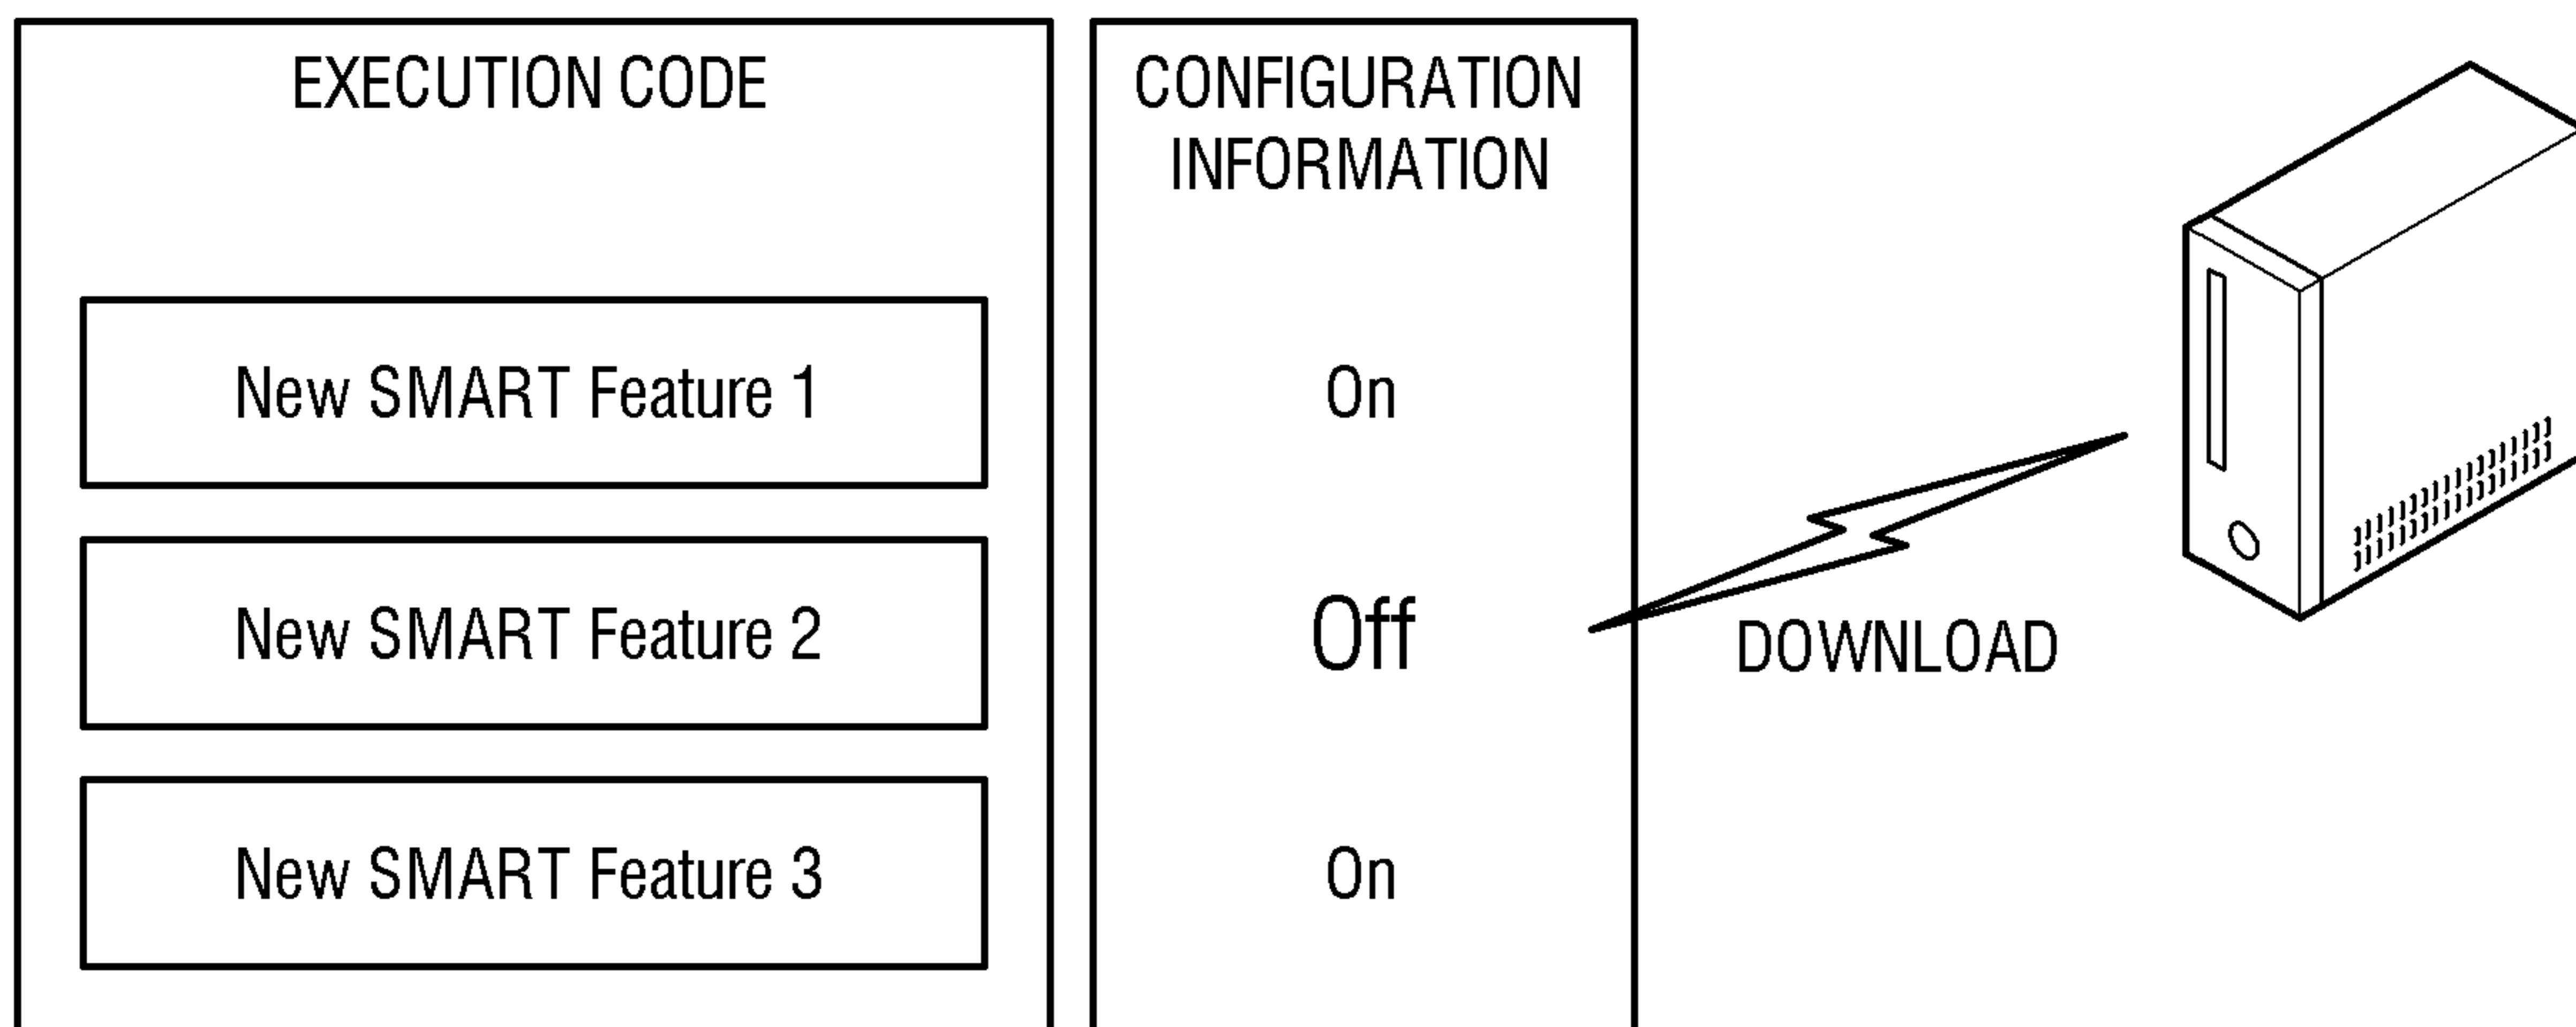 EXECUTION CODE
CONFIGURATION
INFORMATION
New SMART Feature 1
On
New SMART Feature 2
Off
DOWNLOAD
New SMART Feature 3
On